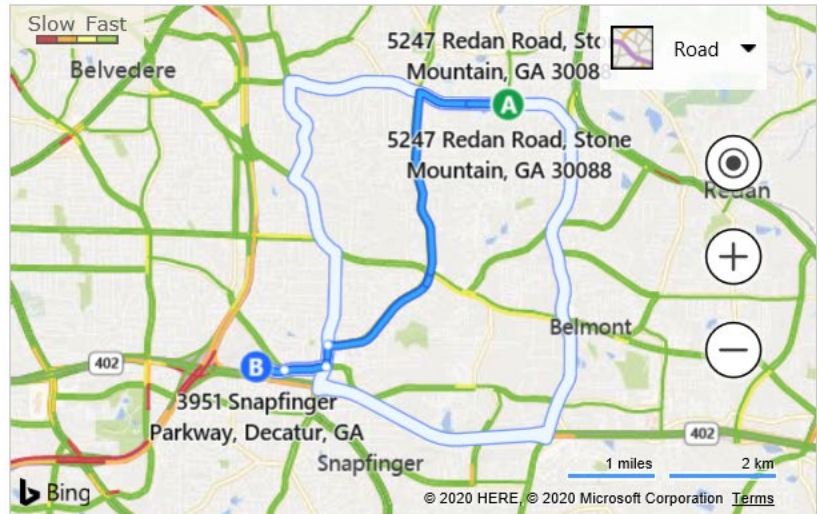 Slow Fast
Belvedere
5247 Redan Road, Sto
Mountain, GA 3008
Road
A
5247 Redan Road, Stone
Mountain, GA 30088
Redan
Belmont
402
B
3951 Snapfinger
Parkway, Decatur, GA
402
Snapfinger
1 miles
2 km
Bing
© 2020 HERE, © 2020 Microsoft Corporation Terms